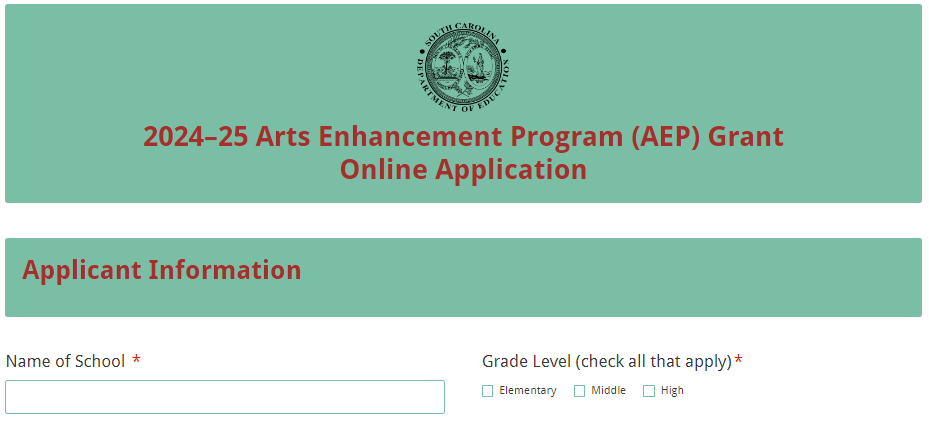 SOUTH CAROLINA
DEPARTMENT OF EDUCATION
2024–25 Arts Enhancement Program (AEP) Grant
Online Application
Applicant Information
Name of School *
Grade Level (check all that apply)*
Elementary
Middle
High